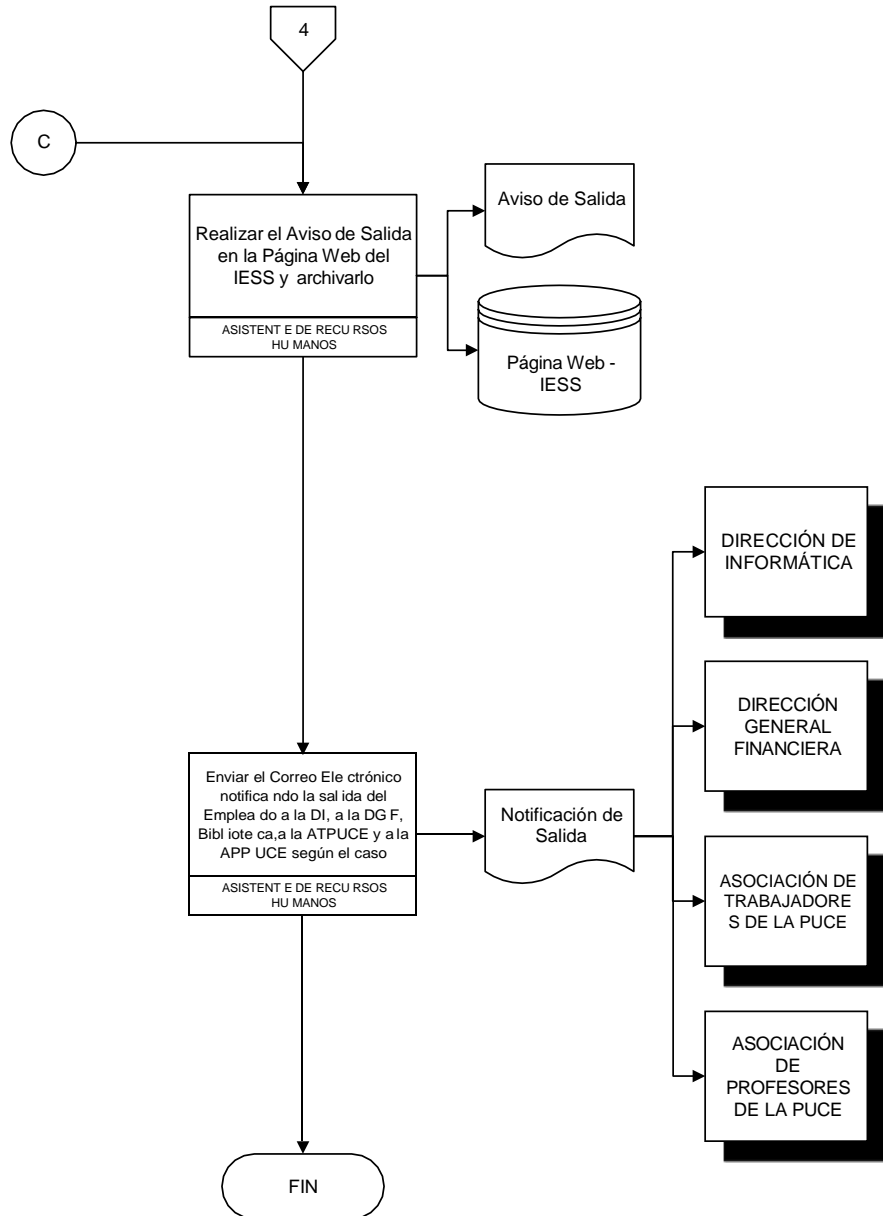 4
C
Realizar el Aviso de Salida
en la Página Web del
IESS y archivarlo
ASISTENT E DE RECU RSOS
HU MANOS
Aviso de Salida
Página Web -
IESS
DIRECCIÓN DE
INFORMÁTICA
DIRECCIÓN
GENERAL
FINANCIERA
Enviar el Correo Ele ctrónico
notifica ndo la sal ida del
Emplea do a la DI, a la DG F,
Bibl iote ca,a la ATPUCE y a la
APP UCE según el caso
ASISTENT E DE RECU RSOS
HU MANOS
Notificación de
Salida
ASOCIACIÓN DE
TRABAJADORE
S DE LA PUCE
ASOCIACIÓN
DE
PROFESORES
DE LA PUCE
FIN